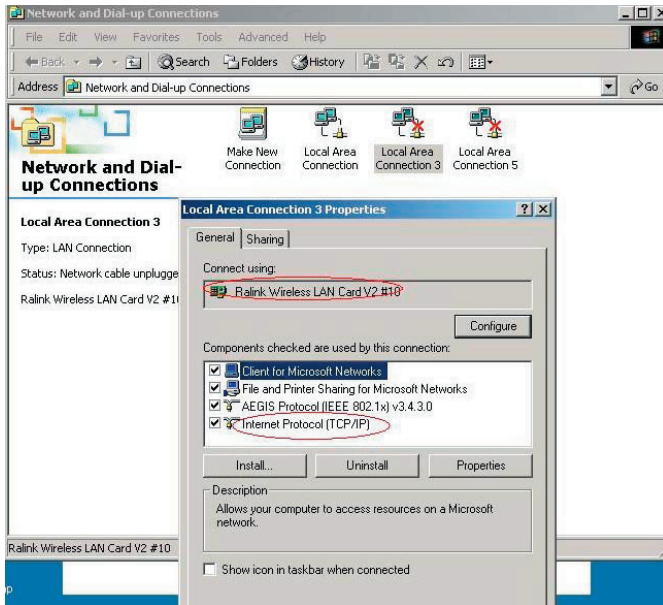 Network and Dial-up Connections
File Edit View Favorites Tools Advanced Help
Back Search Folders History
Address Network and Dial-up Connections Go
Make New Connection
Local Area Connection
Local Area Connection 3
Local Area Connection 5
Network and Dial-
up Connections
Local Area Connection 3
Type: LAN Connection
Status: Network cable unplugge
Ralink Wireless LAN Card V2 #1
Local Area Connection 3 Properties
General Sharing
Connect using:
Ralink Wireless LAN Card V2 #10
Configure
Components checked are used by this connection:
Client for Microsoft Networks
File and Printer Sharing for Microsoft Networks
AEGIS Protocol (IEEE 802.1x) v3.4.3.0
Internet Protocol (TCP/IP)
Install... Uninstall Properties
Description
Allows your computer to access resources on a Microsoft
network.
Ralink Wireless LAN Card V2 #10
Show icon in taskbar when connected
p